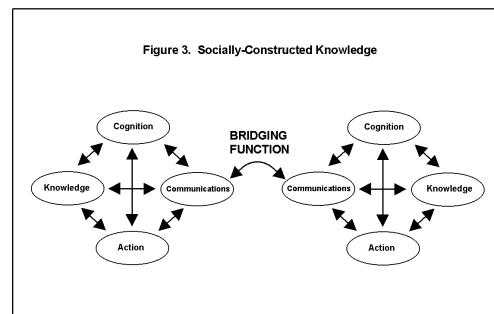 Figure 3. Socially-Constructed Knowledge
Cognition
Cognition
BRIDGING
FUNCTION
Knowledge
Communications
Communications
Knowledge
Action
Action